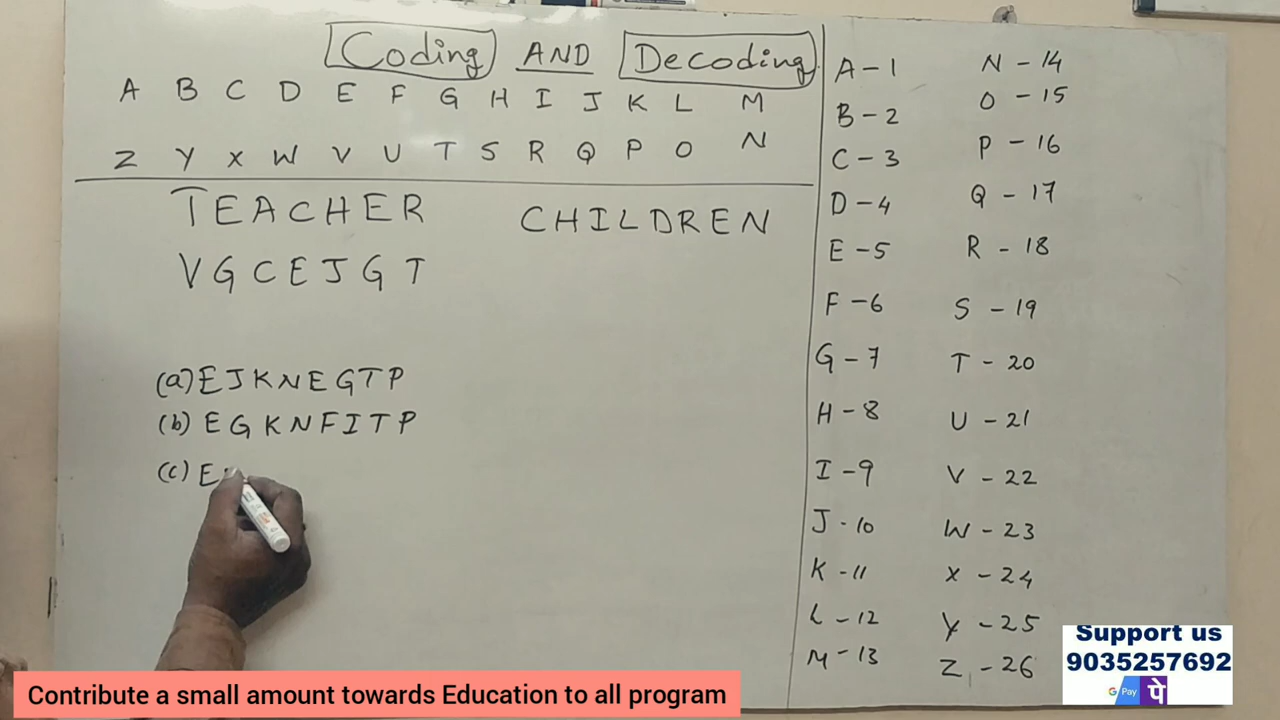 Coding AND Decoding
A B C D E F G H I J K L M
Z Y X W V U T S R Q P O N
TEACHER CHILDREN
VGCEJGT
(a) EJKNEGTP
(b) EGKNFITP
(c) E
A - 1
B - 2
C - 3
D - 4
E - 5
F - 6
G - 7
H - 8
I - 9
J - 10
K - 11
L - 12
M - 13
N - 14
O - 15
P - 16
Q - 17
R - 18
S - 19
T - 20
U - 21
V - 22
W - 23
X - 24
Y - 25
Z - 26
Support us
9035257692
G Pay पे
Contribute a small amount towards Education to all program